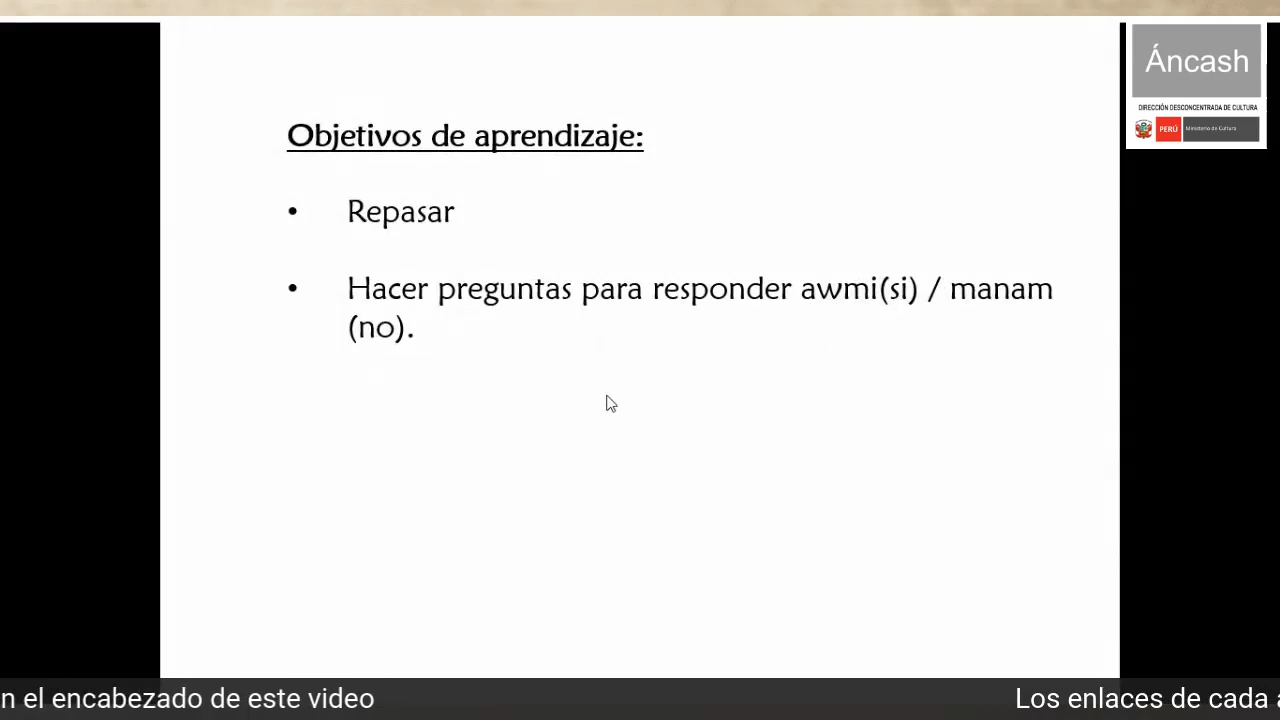 Áncash
DIRECCIÓN DESCONCENTRADA DE CULTURA
PERÚ
Ministerio de Cultura
Objetivos de aprendizaje:
• Repasar
• Hacer preguntas para responder awmi(si) / manam
(no).
n el encabezado de este video
Los enlaces de cada